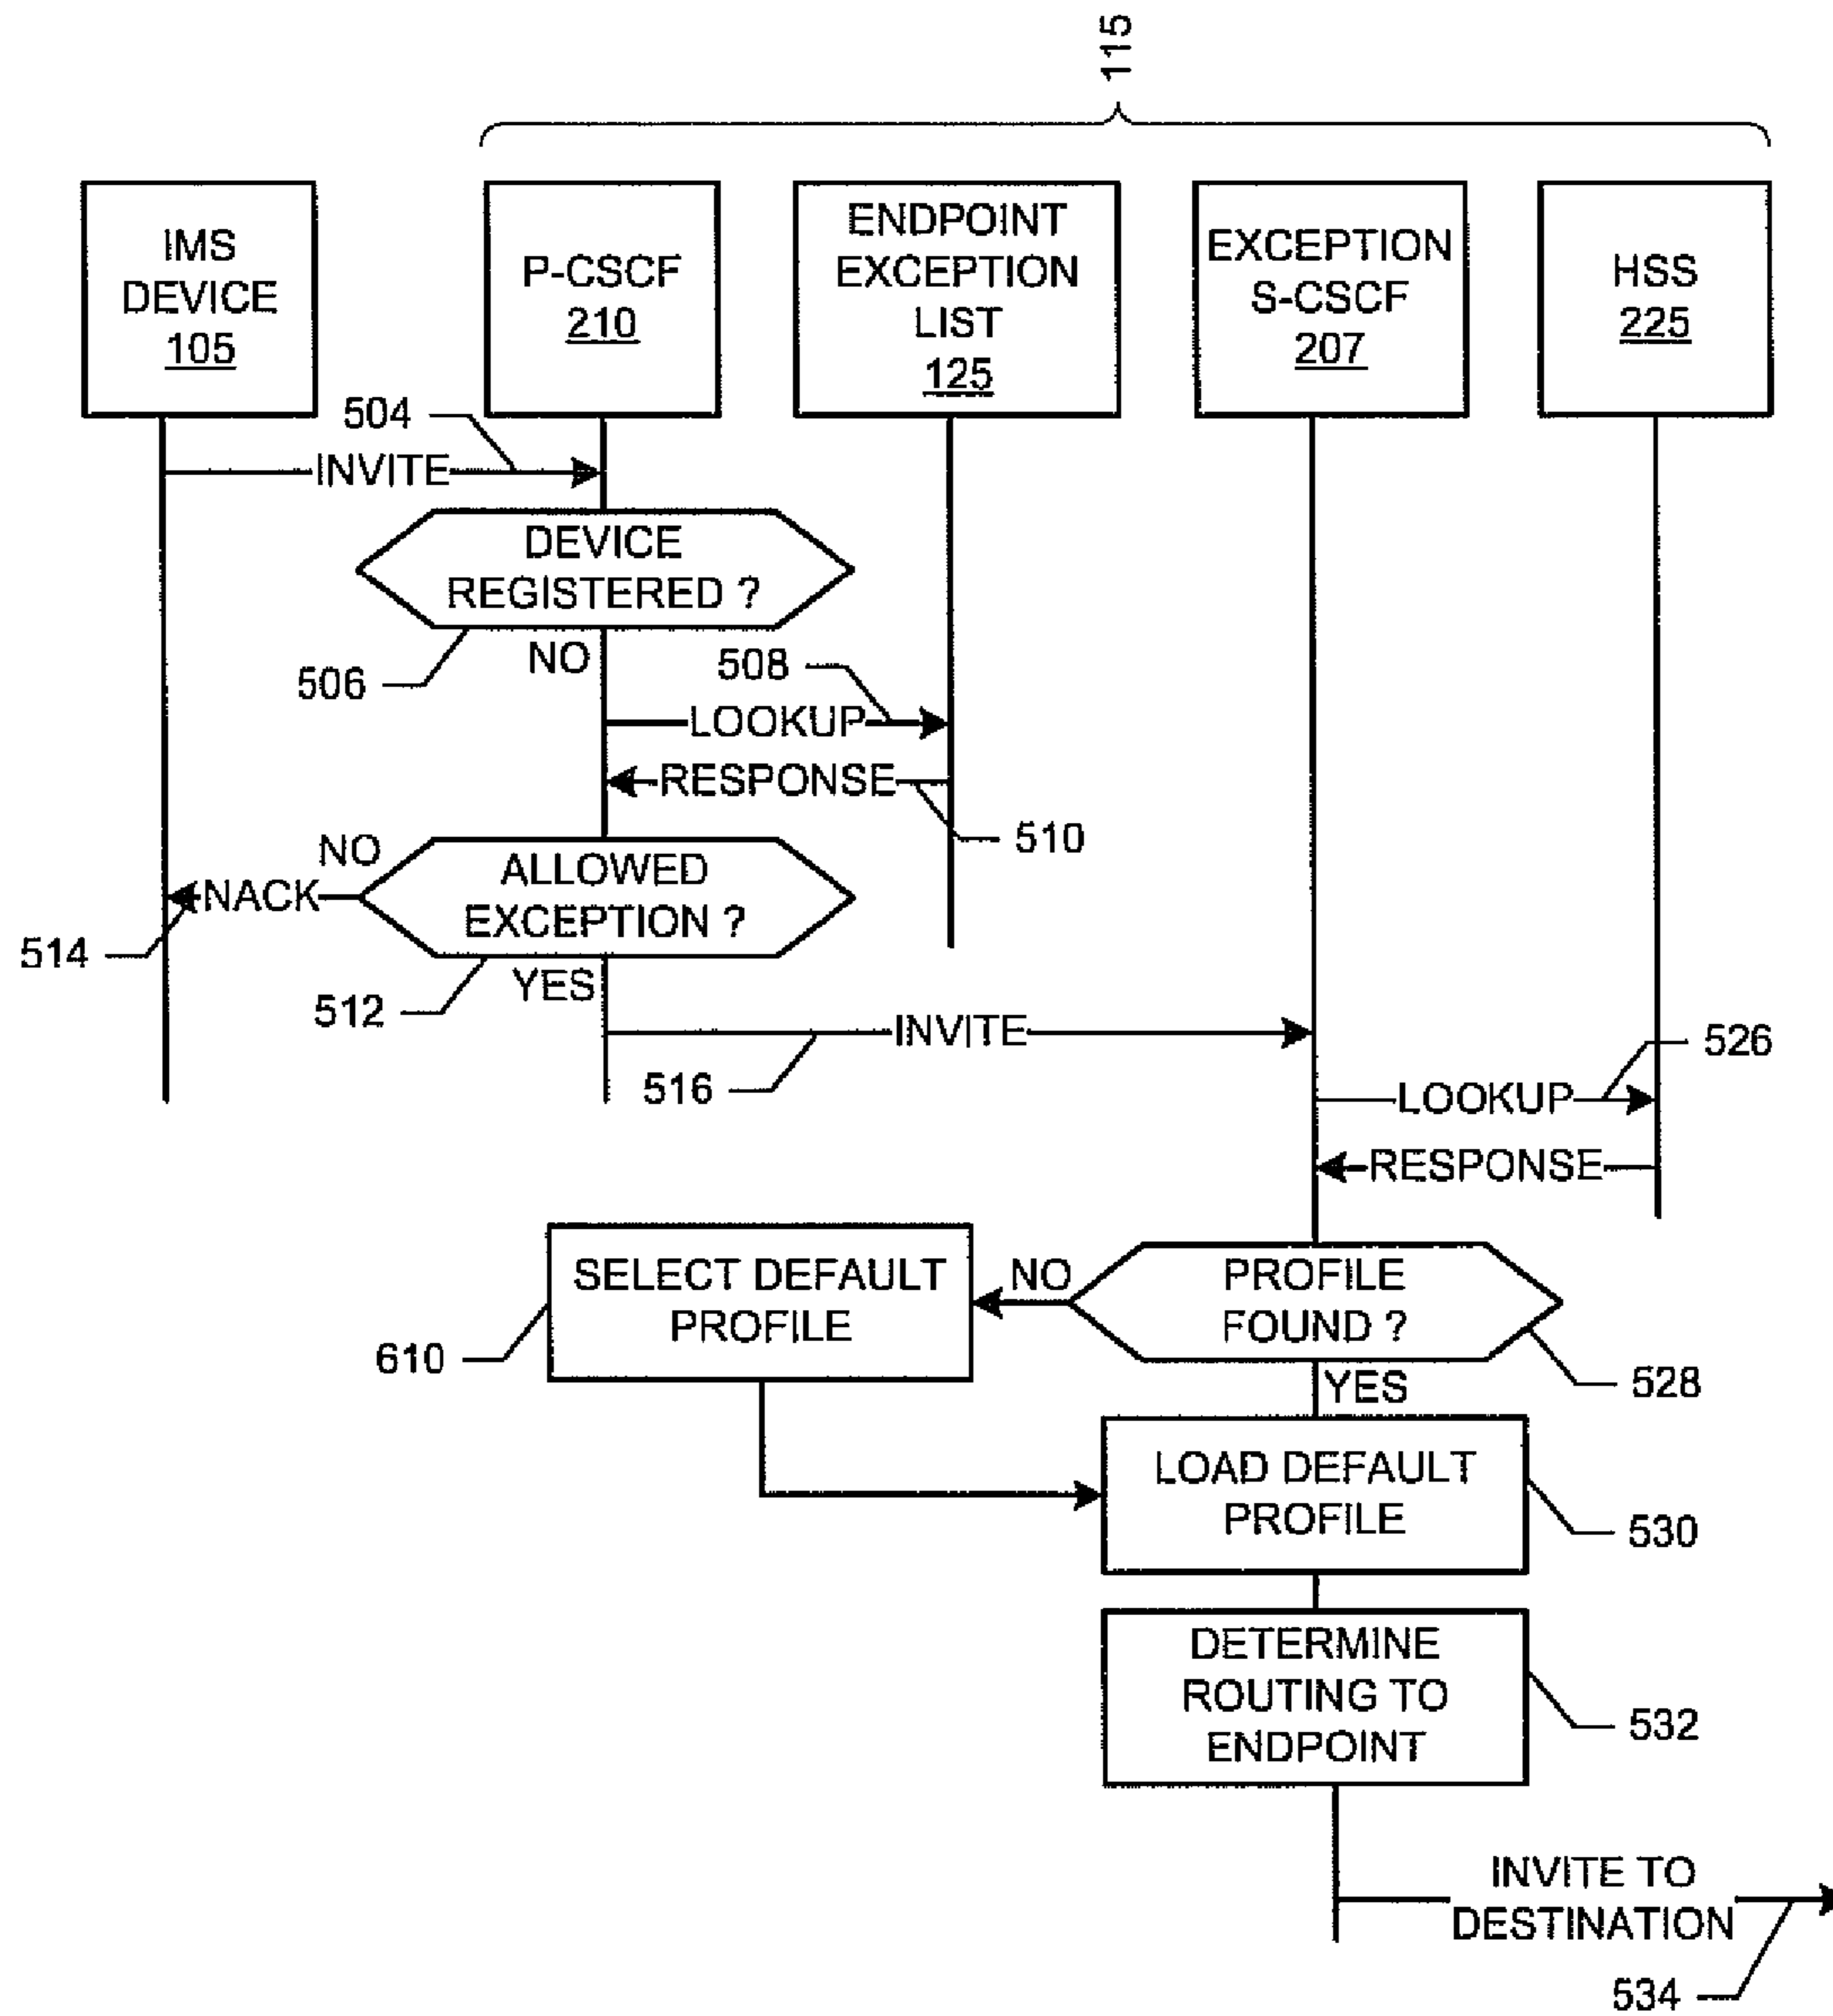 115
IMS
DEVICE
105
P-CSCF
210
ENDPOINT
EXCEPTION
LIST
125
EXCEPTION
S-CSCF
207
HSS
225
504
INVITE
DEVICE
REGISTERED ?
506
NO
508
LOOKUP
RESPONSE
510
NO
ALLOWED
EXCEPTION ?
NACK
514
512
YES
INVITE
516
526
LOOKUP
RESPONSE
SELECT DEFAULT
PROFILE
610
NO
PROFILE
FOUND ?
528
YES
LOAD DEFAULT
PROFILE
530
DETERMINE
ROUTING TO
ENDPOINT
532
INVITE TO
DESTINATION
534